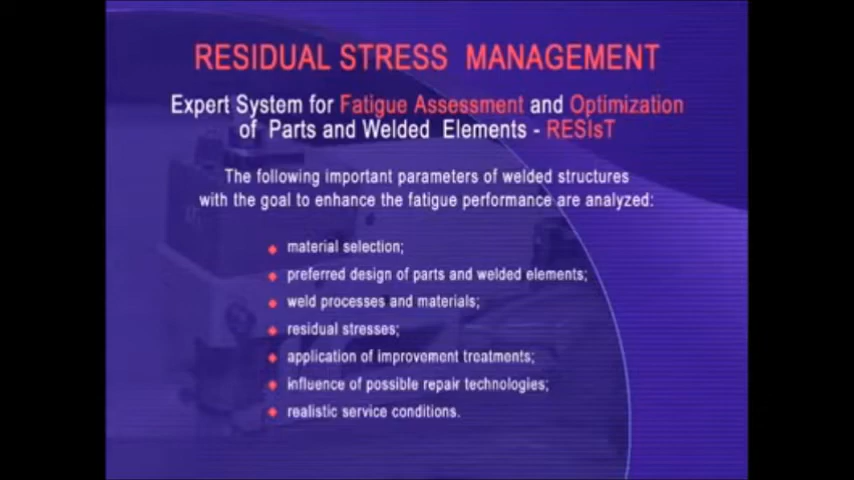 RESIDUAL STRESS MANAGEMENT
Expert System for Fatigue Assessment and Optimization
of Parts and Welded Elements - RESIsT
The following important parameters of welded structures
with the goal to enhance the fatigue performance are analyzed:
material selection;
preferred design of parts and welded elements;
weld processes and materials;
residual stresses;
application of improvement treatments;
influence of possible repair technologies;
realistic service conditions.